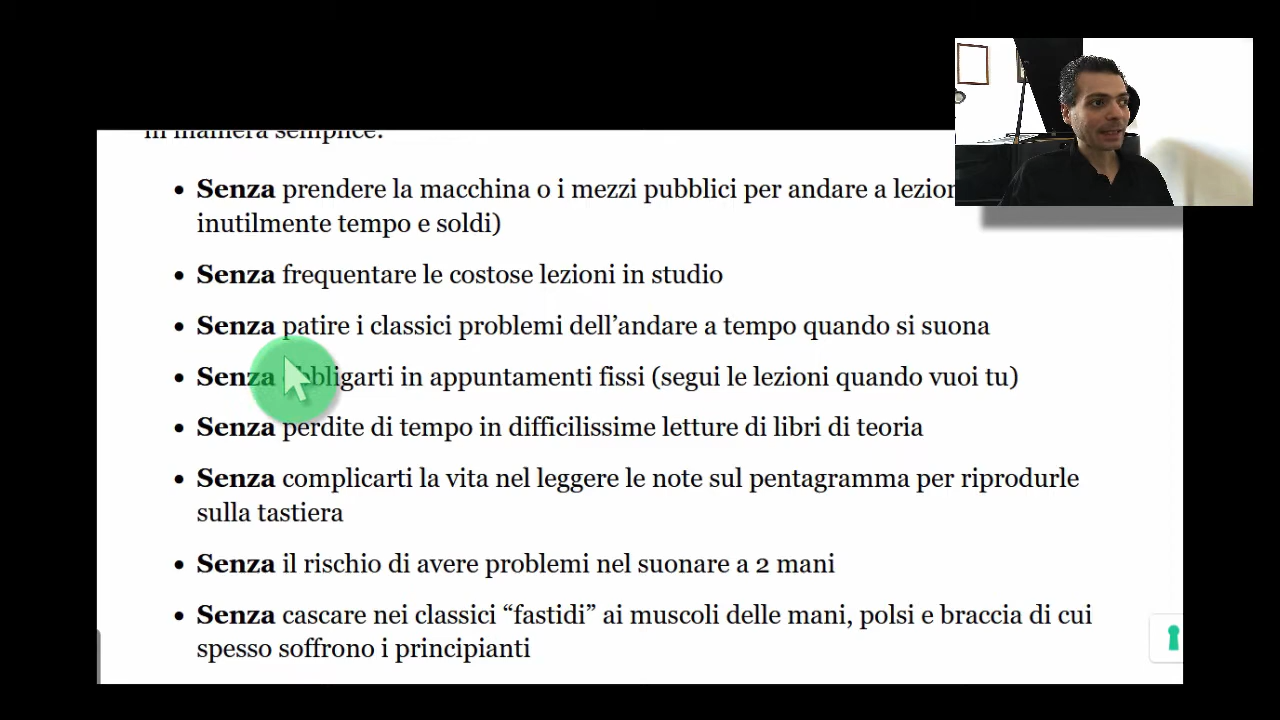 in maniera semplice:
• Senza prendere la macchina o i mezzi pubblici per andare a
inutilmente tempo e soldi)
• Senza frequentare le costose lezioni in studio
• Senza patire i classici problemi dell’andare a tempo quando si suona
• Senza obbligarti in appuntamenti fissi (segui le lezioni quando vuoi tu)
• Senza perdite di tempo in difficilissime letture di libri di teoria
• Senza complicarti la vita nel leggere le note sul pentagramma per riprodurle
sulla tastiera
• Senza il rischio di avere problemi nel suonare a 2 mani
• Senza cascare nei classici “fastidi” ai muscoli delle mani, polsi e braccia di cui
spesso soffrono i principianti